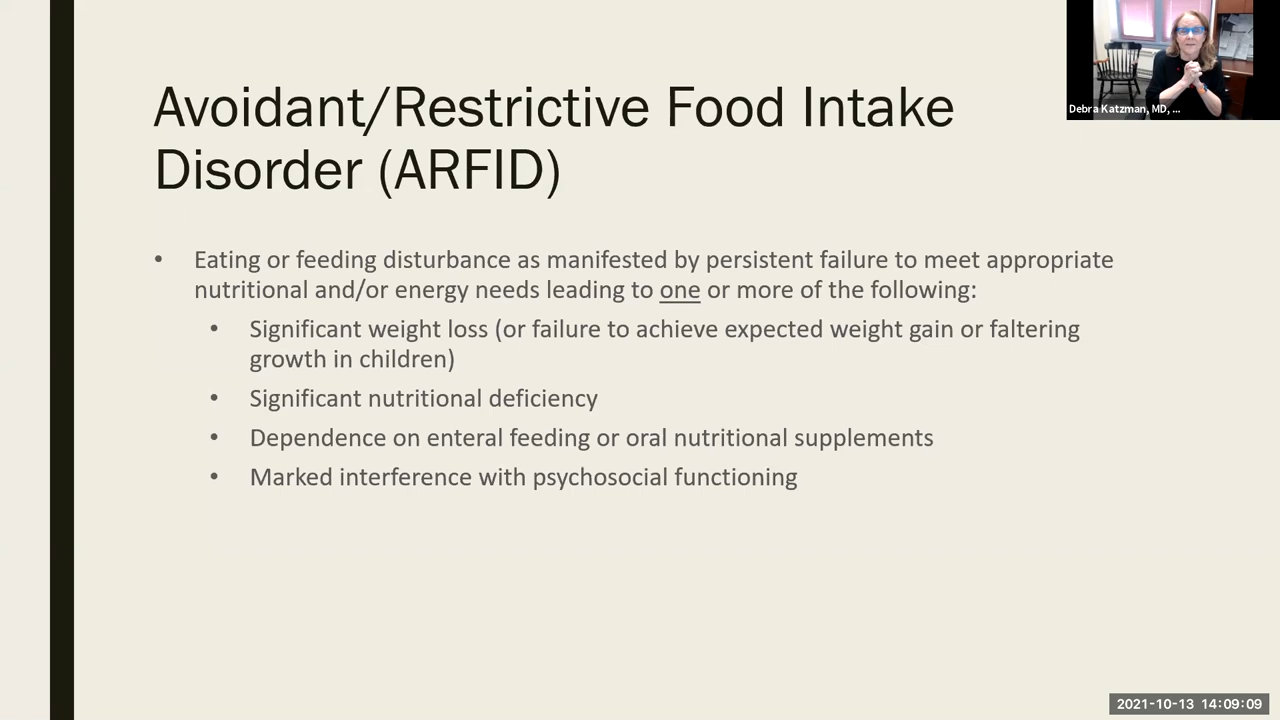 Avoidant/Restrictive Food Intake
Disorder (ARFID)
Debra Katzman, MD, ...
• Eating or feeding disturbance as manifested by persistent failure to meet appropriate
nutritional and/or energy needs leading to one or more of the following:
• Significant weight loss (or failure to achieve expected weight gain or faltering
growth in children)
• Significant nutritional deficiency
• Dependence on enteral feeding or oral nutritional supplements
• Marked interference with psychosocial functioning
2021-10-13 14:09:09